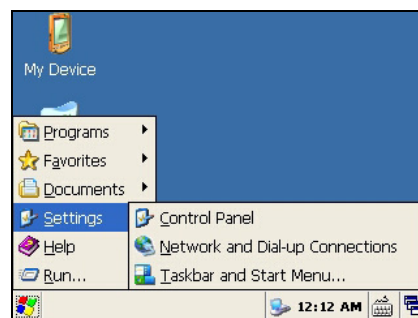 My Device
Programs
Favorites
Documents
Settings
Help
Run...
Control Panel
Network and Dial-up Connections
Taskbar and Start Menu...
12:12 AM